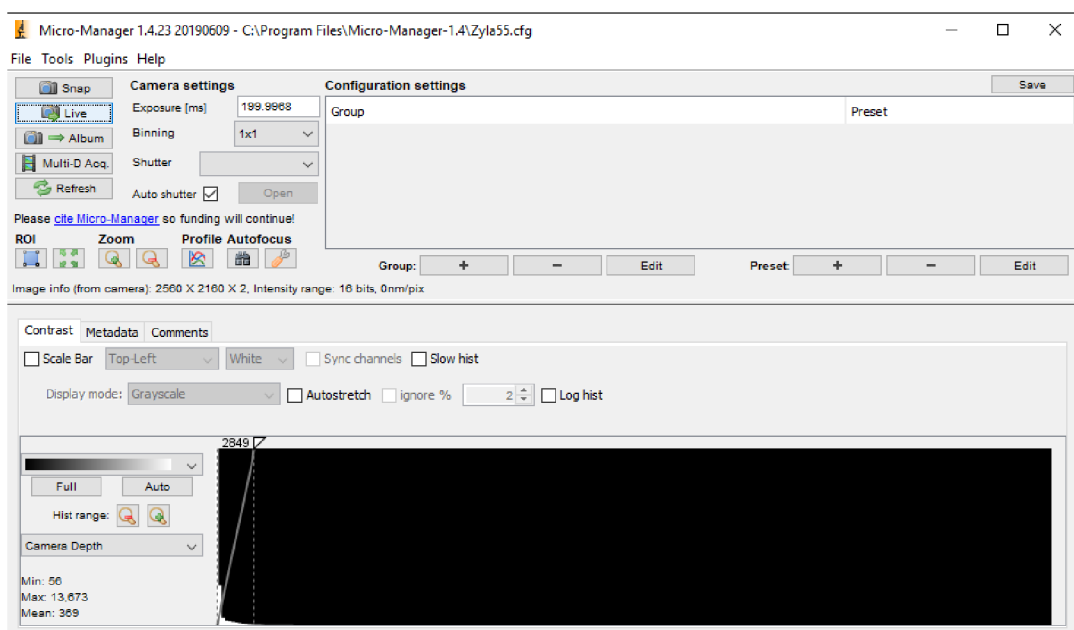 Micro-Manager 1.4.23 20190609 - C:\Program Files\Micro-Manager-1.4\Zyla55.cfg
File Tools Plugins Help
Snap
Camera settings
Configuration settings
Save
Live
Exposure [ms]
199.9968
Group
Preset
Album
Binning
1x1
Multi-D Acq.
Shutter
Refresh
Auto shutter
Open
Please cite Micro-Manager so funding will continue!
ROI
Zoom
Profile
Autofocus
Group:
+
-
Edit
Preset:
+
-
Edit
Image info (from camera): 2560 X 2160 X 2, Intensity range: 16 bits, 0nm/pix
Contrast
Metadata
Comments
Scale Bar
Top-Left
White
Sync channels
Slow hist
Display mode:
Grayscale
Autostretch
ignore %
2
Log hist
2849
Full
Auto
Hist range:
Camera Depth
Min: 56
Max: 13,673
Mean: 369